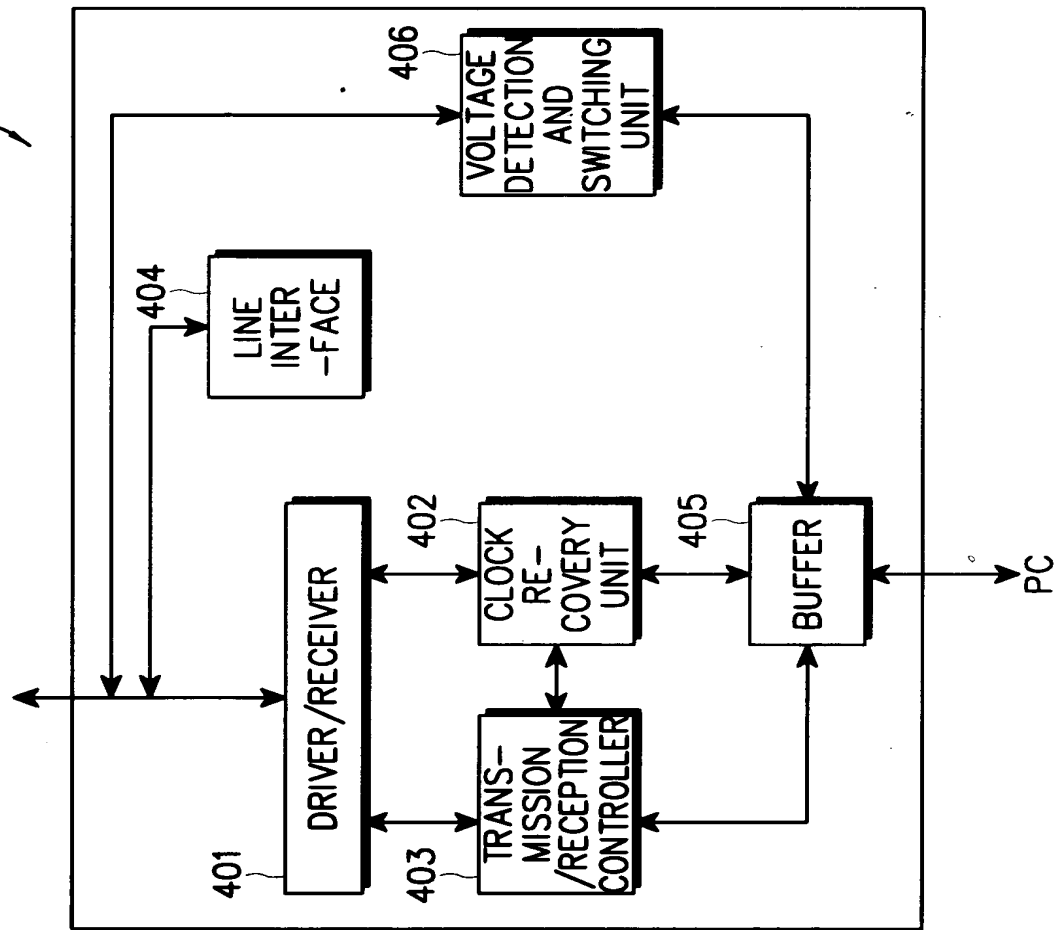 404
LINE
INTER
-FACE
406
VOLTAGE
DETECTION
AND
SWITCHING
UNIT
401
DRIVER/RECEIVER
403
TRANS-
MISSION
/RECEPTION
CONTROLLER
402
CLOCK
RE-
COVERY
UNIT
405
BUFFER
PC